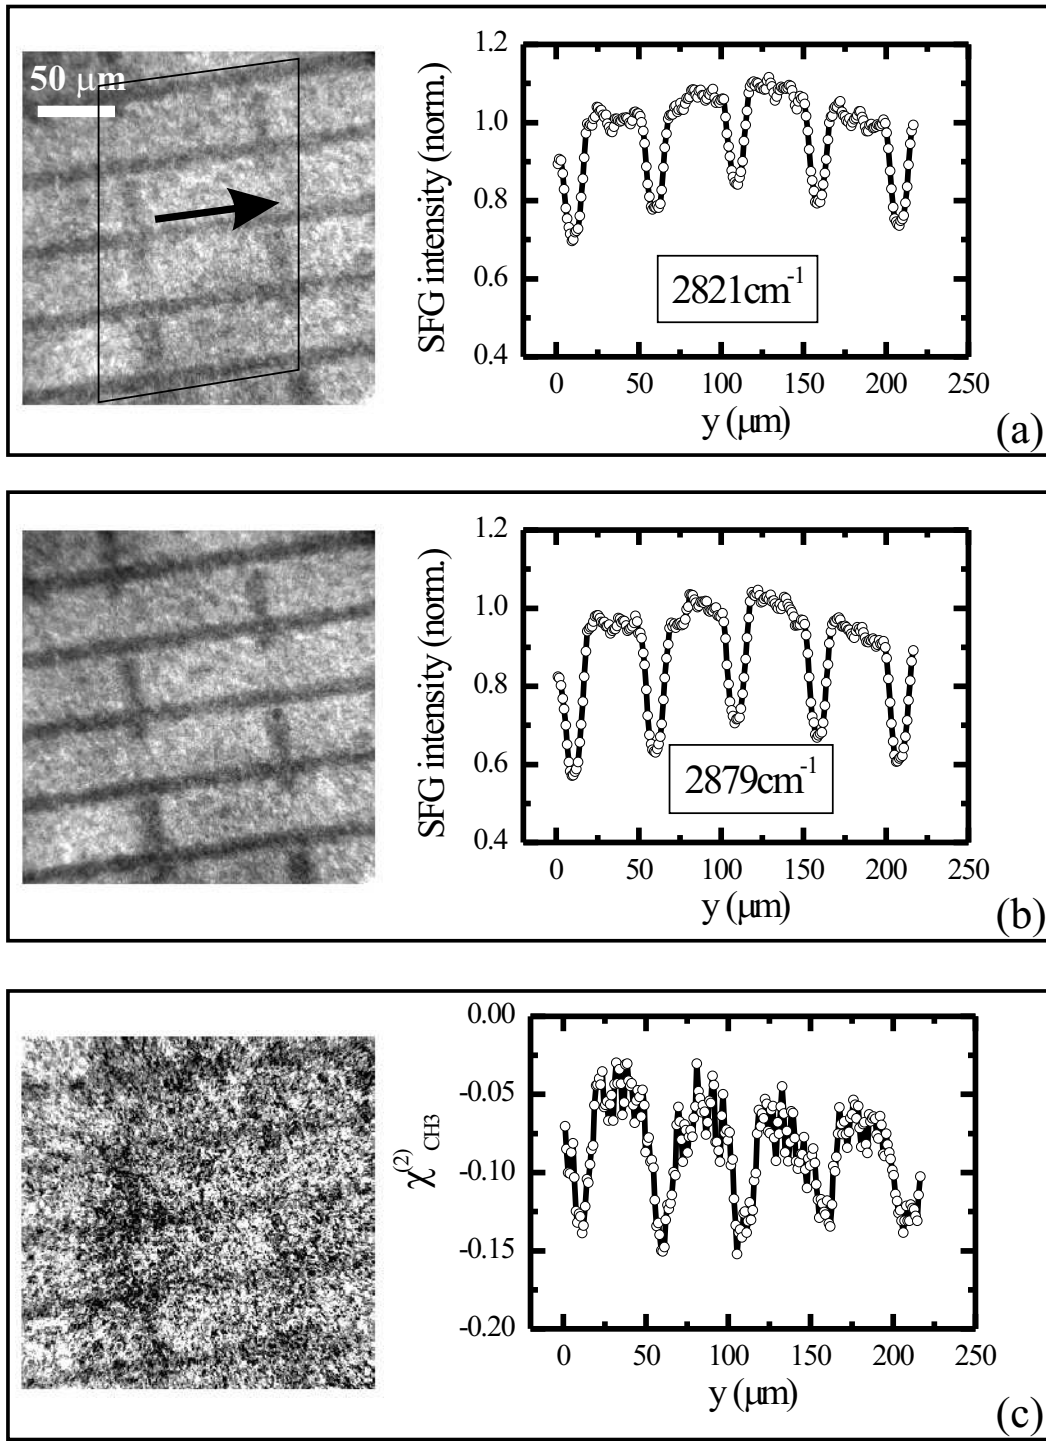 50 μm
1.2
1.0
0.8
0.6
0.4
SFG intensity (norm.)
2821cm⁻¹
0 50 100 150 200 250
y (μm)
(a)
1.2
1.0
0.8
0.6
0.4
SFG intensity (norm.)
2879cm⁻¹
0 50 100 150 200 250
y (μm)
(b)
0.00
-0.05
-0.10
-0.15
-0.20
χ⁽²⁾CH3
0 50 100 150 200 250
y (μm)
(c)